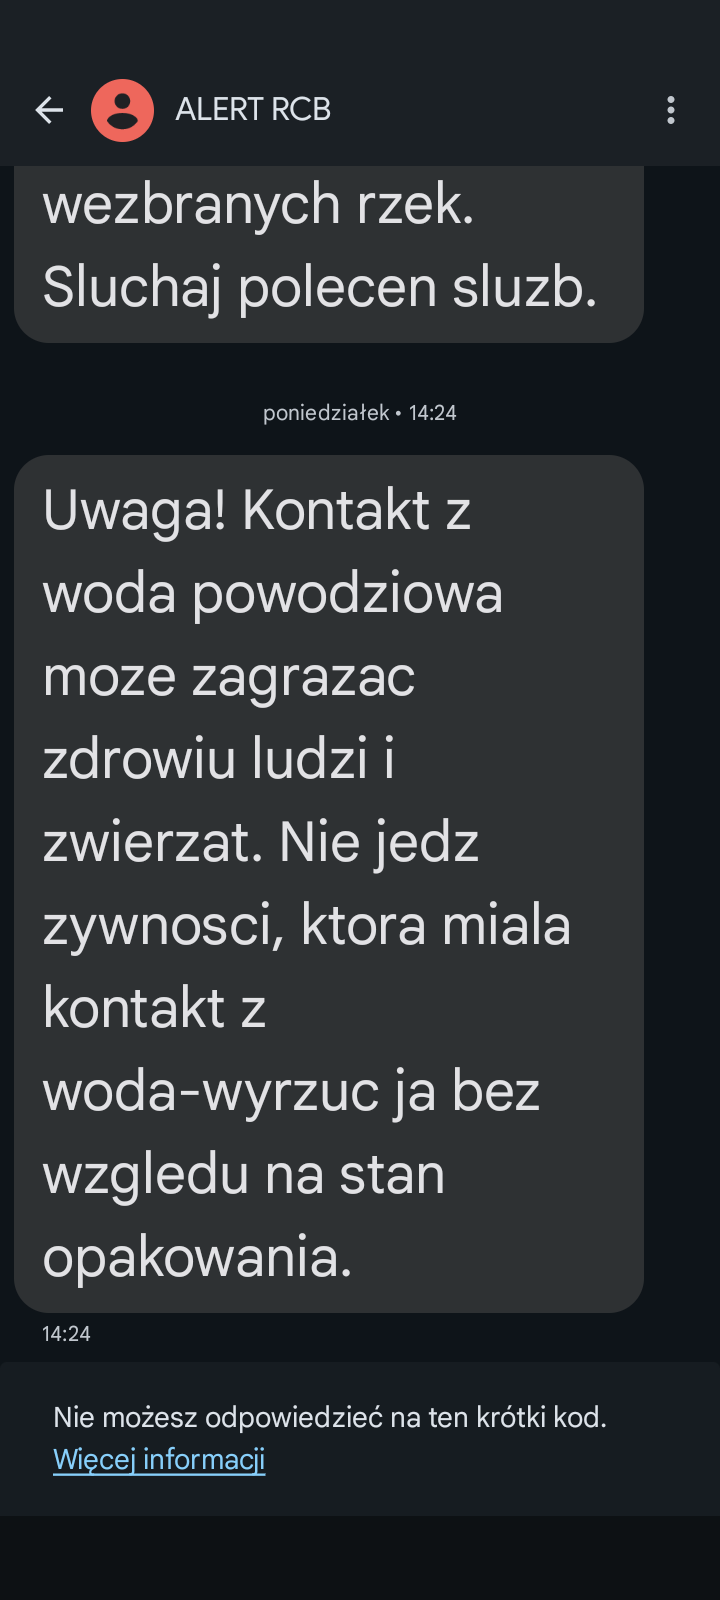 ALERT RCB
wezbranych rzek.
Sluchaj polecen sluzb.
poniedziałek • 14:24
Uwaga! Kontakt z
woda powodziowa
moze zagrazac
zdrowiu ludzi i
zwierzat. Nie jedz
zywnosci, ktora miala
kontakt z
woda-wyrzuc ja bez
wzgledu na stan
opakowania.
14:24
Nie możesz odpowiedzieć na ten krótki kod.
Więcej informacji